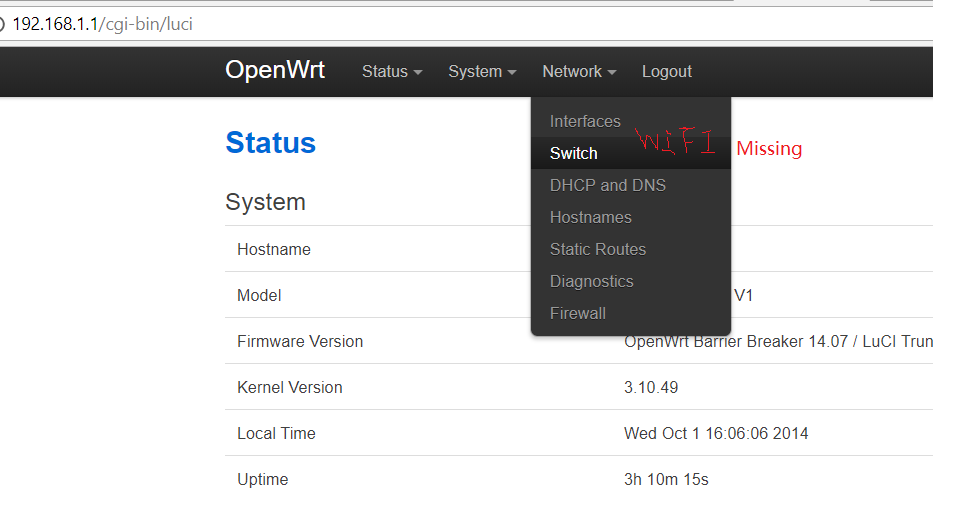 192.168.1.1/cgi-bin/luci
OpenWrt Status System Network Logout
Interfaces
WiFI Missing
Switch
DHCP and DNS
Hostnames
Static Routes
Diagnostics
Firewall
Status
System
Hostname
Model V1
Firmware Version OpenWrt Barrier Breaker 14.07 / LuCI Trun
Kernel Version 3.10.49
Local Time Wed Oct 1 16:06:06 2014
Uptime 3h 10m 15s